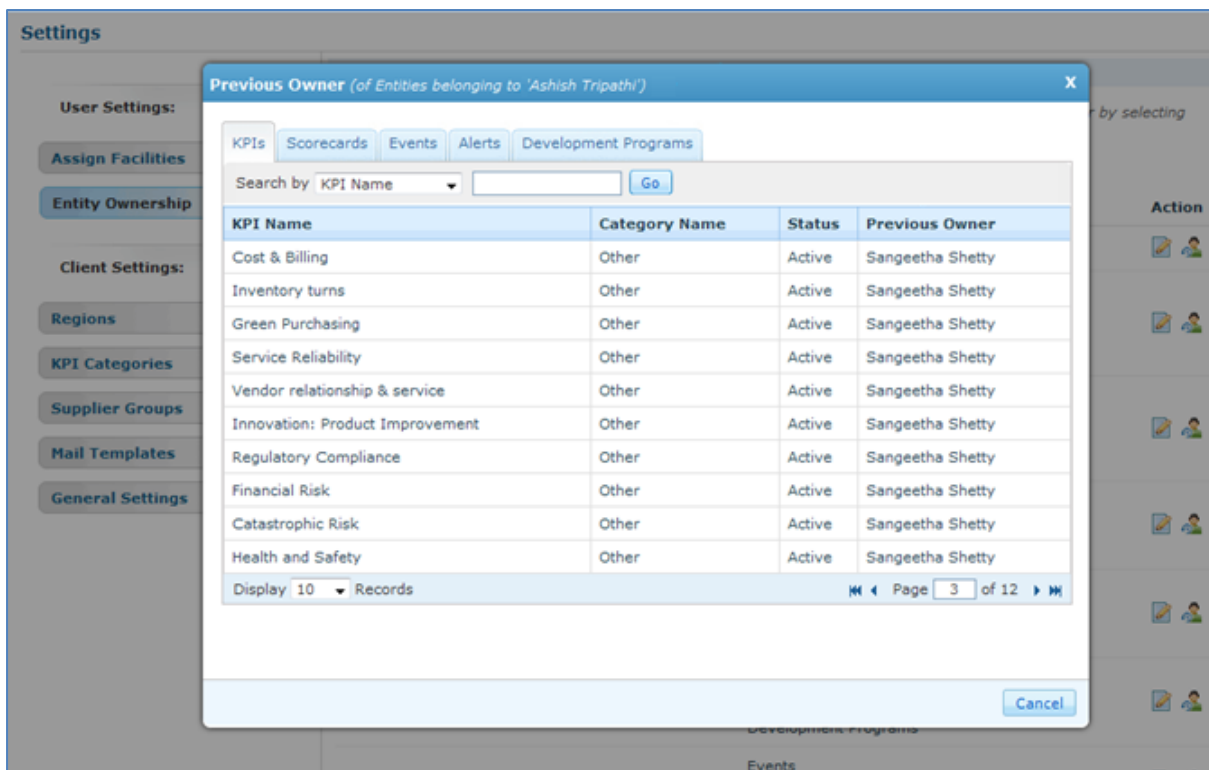 Settings
Previous Owner (of Entities belonging to 'Ashish Tripathi') X
User Settings:
r by selecting
KPIs Scorecards Events Alerts Development Programs
Assign Facilities
Search by KPI Name Go
Entity Ownership
Action
KPI Name Category Name Status Previous Owner
Cost & Billing Other Active Sangeetha Shetty
Client Settings:
Inventory turns Other Active Sangeetha Shetty
Regions
Green Purchasing Other Active Sangeetha Shetty
KPI Categories
Service Reliability Other Active Sangeetha Shetty
Vendor relationship & service Other Active Sangeetha Shetty
Supplier Groups
Innovation: Product Improvement Other Active Sangeetha Shetty
Mail Templates
Regulatory Compliance Other Active Sangeetha Shetty
General Settings
Financial Risk Other Active Sangeetha Shetty
Catastrophic Risk Other Active Sangeetha Shetty
Health and Safety Other Active Sangeetha Shetty
Display 10 Records Page 3 of 12
Cancel
Development Programs
Events